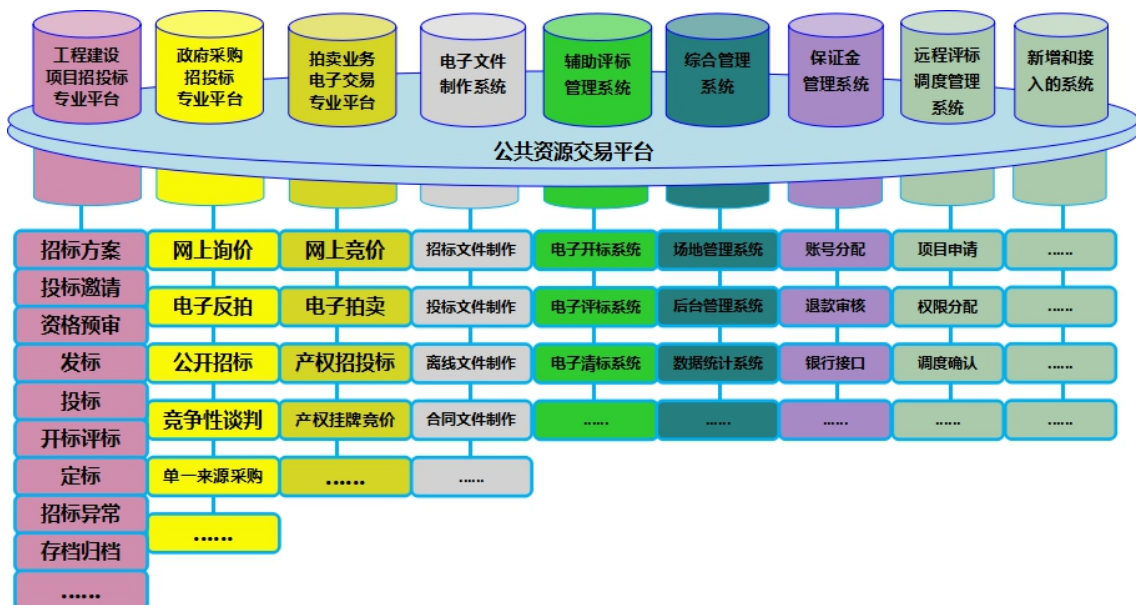 工程建设
项目招投标
专业平台
政府采购
招投标
专业平台
拍卖业务
电子交易
专业平台
电子文件
制作系统
辅助评标
管理系统
综合管理
系统
保证金
管理系统
远程评标
调度管理
系统
新增和接
入的系统
公共资源交易平台
招标方案
投标邀请
资格预审
发标
投标
开标评标
定标
招标异常
存档归档
……
网上询价
电子反拍
公开招标
竞争性谈判
单一来源采购
……
网上竞价
电子拍卖
产权招投标
产权挂牌竞价
……
招标文件制作
投标文件制作
离线文件制作
合同文件制作
……
电子开标系统
电子评标系统
电子清标系统
……
场地管理系统
后台管理系统
数据统计系统
……
账号分配
退款审核
银行接口
……
项目申请
权限分配
调度确认
……
……
……
……
……